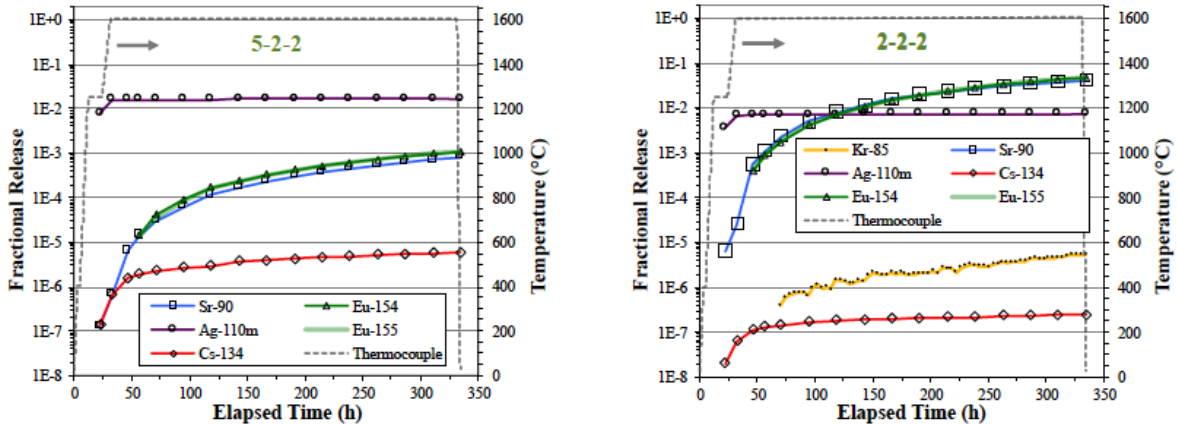 5-2-2
1E+0
1E-1
1E-2
1E-3
1E-4
1E-5
1E-6
1E-7
1E-8
Fractional Release
1600
1400
1200
1000
800
600
400
200
0
Temperature (°C)
Sr-90
Eu-154
Ag-110m
Eu-155
Cs-134
Thermocouple
0 50 100 150 200 250 300 350
Elapsed Time (h)
2-2-2
1E+0
1E-1
1E-2
1E-3
1E-4
1E-5
1E-6
1E-7
1E-8
Fractional Release
1600
1400
1200
1000
800
600
400
200
0
Temperature (°C)
Kr-85
Sr-90
Ag-110m
Cs-134
Eu-154
Eu-155
Thermocouple
0 50 100 150 200 250 300 350
Elapsed Time (h)